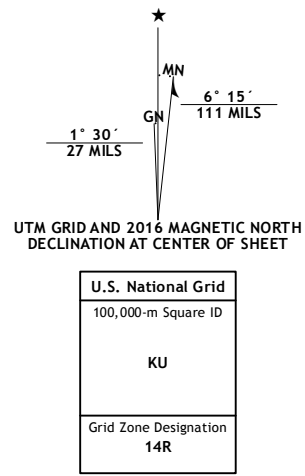 ★
MN
GN
6° 15´
111 MILS
1° 30´
27 MILS
UTM GRID AND 2016 MAGNETIC NORTH
DECLINATION AT CENTER OF SHEET
U.S. National Grid
100,000-m Square ID
KU
Grid Zone Designation
14R